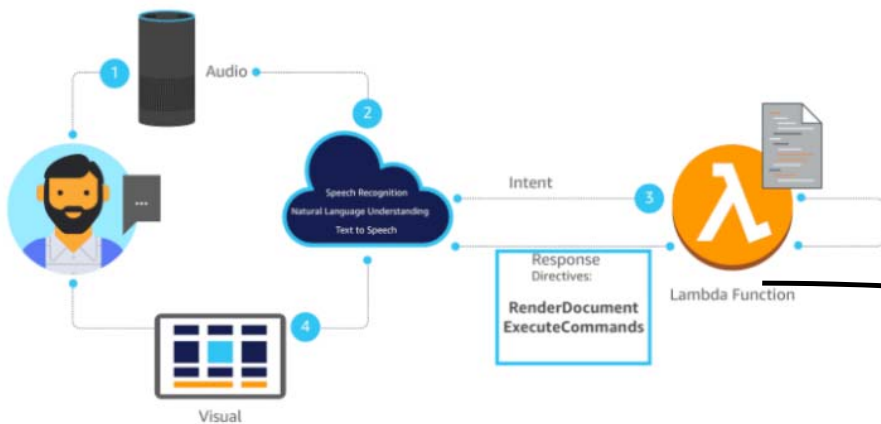 1
Audio
2
Speech Recognition
Natural Language Understanding
Text to Speech
Intent
3
Response
Directives:
RenderDocument
ExecuteCommands
λ
Lambda Function
...
4
Visual